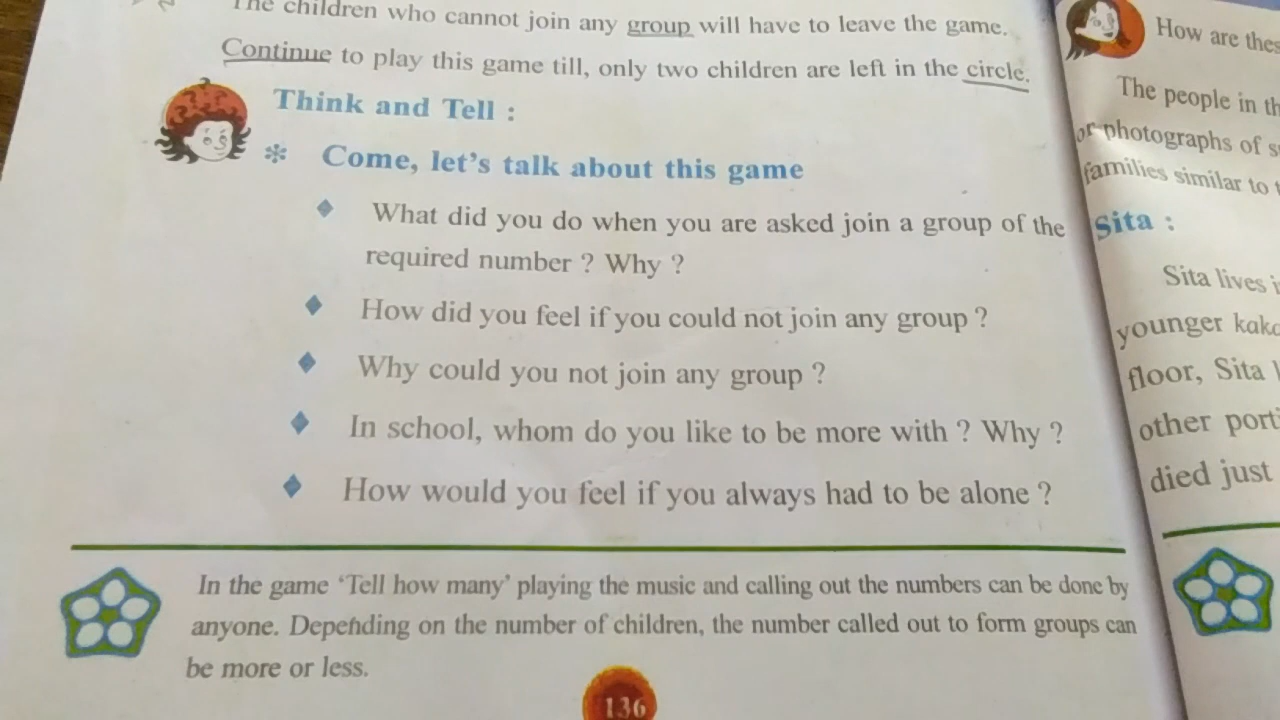 The children who cannot join any group will have to leave the game.
Continue to play this game till, only two children are left in the circle.
Think and Tell :
* Come, let's talk about this game
What did you do when you are asked join a group of the
required number ? Why ?
How did you feel if you could not join any group ?
Why could you not join any group ?
In school, whom do you like to be more with ? Why ?
How would you feel if you always had to be alone ?
In the game 'Tell how many' playing the music and calling out the numbers can be done by
anyone. Depending on the number of children, the number called out to form groups can
be more or less.
136
How are
The people in
or photographs of
families similar to
Sita :
Sita lives
younger
floor, Sita
other
died just